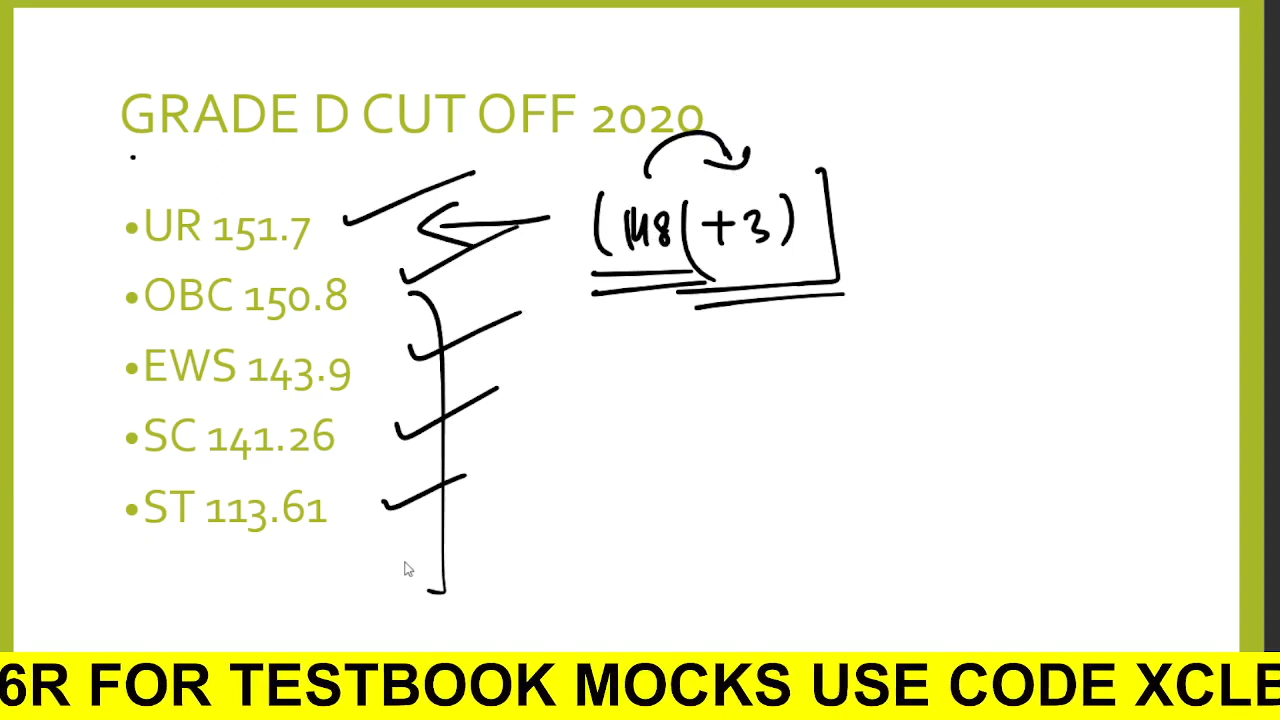 GRADE D CUT OFF 2020
•UR 151.7
(148(+3)
•OBC 150.8
•EWS 143.9
•SC 141.26
•ST 113.61
6R FOR TESTBOOK MOCKS USE CODE XCLE